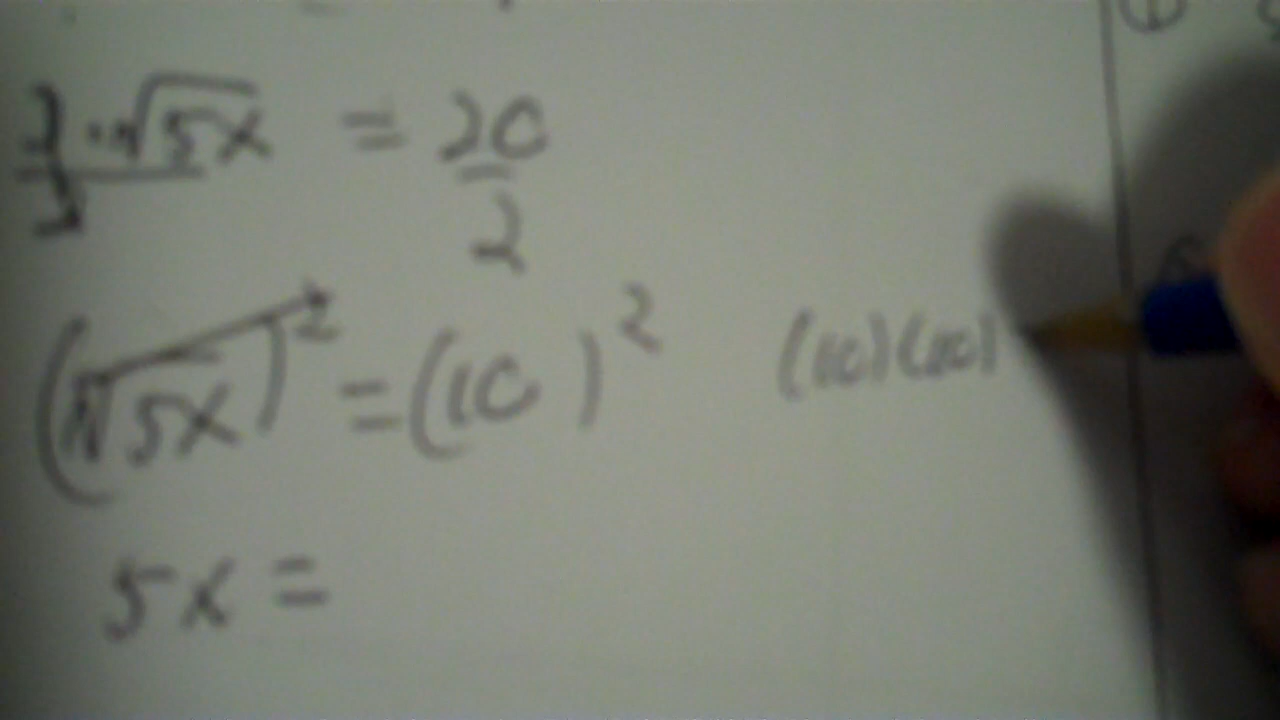 2·√5x = 20
2 2
(√5x)² = (10)² (10)(10)
5x =